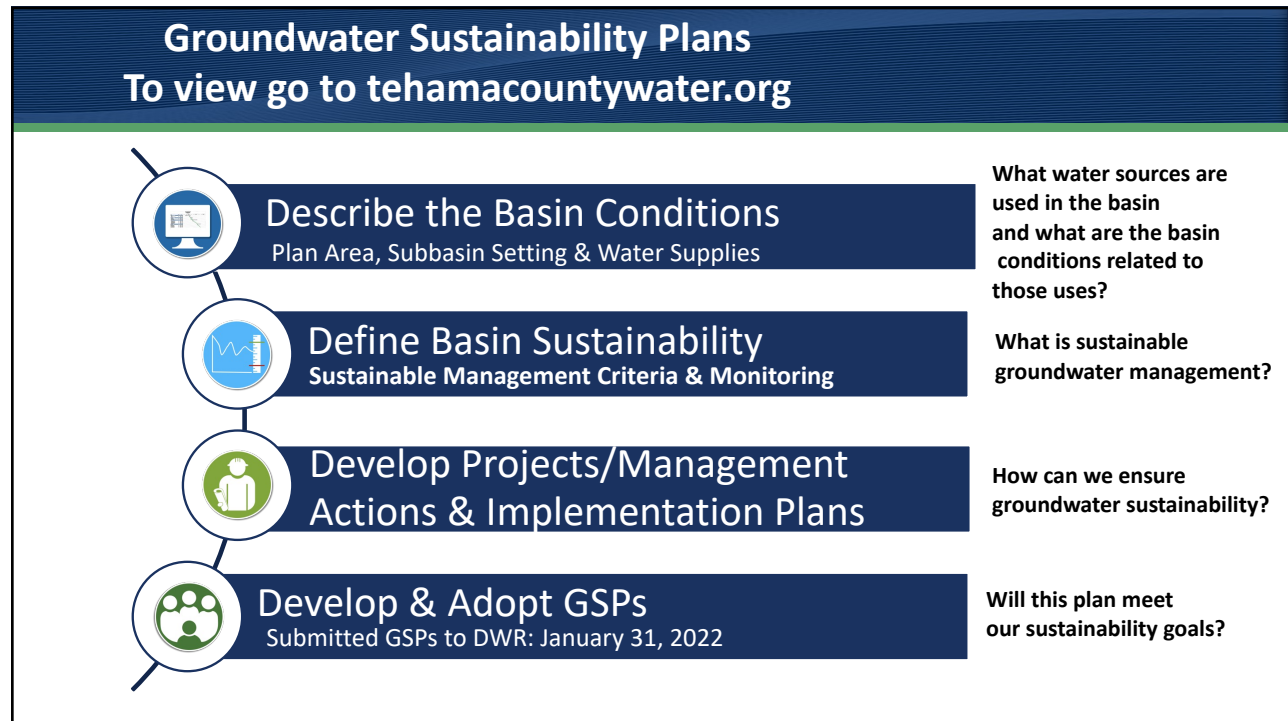 Groundwater Sustainability Plans
To view go to tehamacountywater.org
Describe the Basin Conditions
Plan Area, Subbasin Setting & Water Supplies
What water sources are
used in the basin
and what are the basin
conditions related to
those uses?
Define Basin Sustainability
Sustainable Management Criteria & Monitoring
What is sustainable
groundwater management?
Develop Projects/Management
Actions & Implementation Plans
How can we ensure
groundwater sustainability?
Develop & Adopt GSPs
Submitted GSPs to DWR: January 31, 2022
Will this plan meet
our sustainability goals?